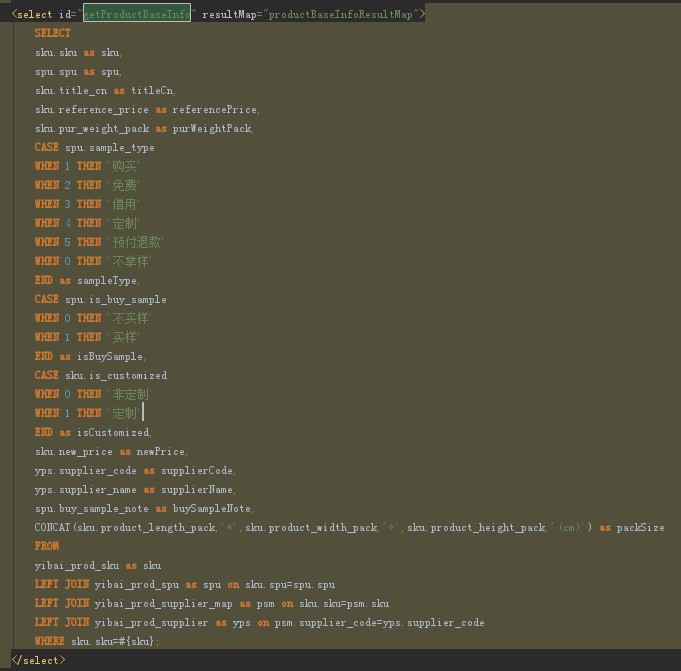 <select id="getProductBaseInfo" resultMap="productBaseInfoResultMap">
SELECT
sku.sku as sku,
spu.spu as spu,
sku.title_cn as titleCn,
sku.reference_price as referencePrice,
sku.pur_weight_pack as purWeightPack,
CASE spu.sample_type
WHEN 1 THEN '购买'
WHEN 2 THEN '免费'
WHEN 3 THEN '借用'
WHEN 4 THEN '定制'
WHEN 5 THEN '预付退款'
WHEN 0 THEN '不拿样'
END as sampleType,
CASE spu.is_buy_sample
WHEN 0 THEN '不买样'
WHEN 1 THEN '买样'
END as isBuySample,
CASE sku.is_customized
WHEN 0 THEN '非定制'
WHEN 1 THEN '定制'
END as isCustomized,
sku.new_price as newPrice,
yps.supplier_code as supplierCode,
yps.supplier_name as supplierName,
spu.buy_sample_note as buySampleNote,
CONCAT(sku.product_length_pack,'*',sku.product_width_pack,'*',sku.product_height_pack,'(cm)') as packSize
FROM
yibai_prod_sku as sku
LEFT JOIN yibai_prod_spu as spu on sku.spu=spu.spu
LEFT JOIN yibai_prod_supplier_map as psm on sku.sku=psm.sku
LEFT JOIN yibai_prod_supplier as yps on psm.supplier_code=yps.supplier_code
WHERE sku.sku=#{sku};
</select>